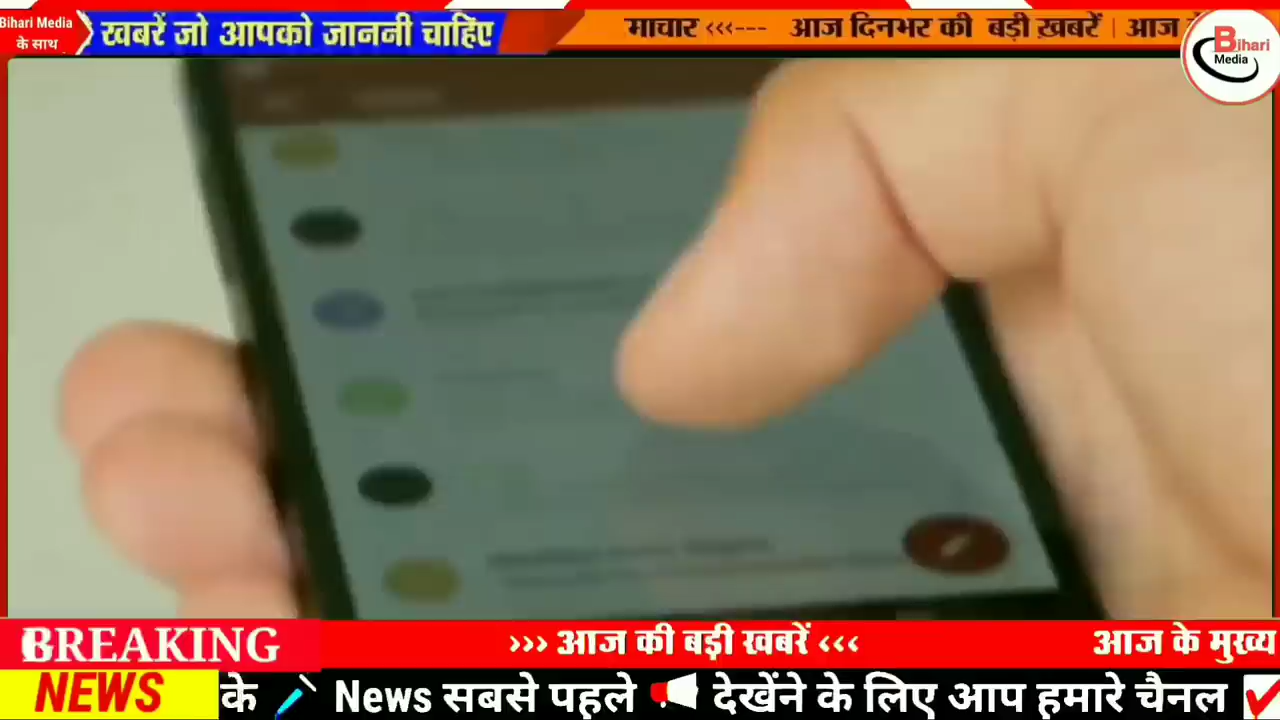 Bihari Media
के साथ
खबरें जो आपको जाननी चाहिए
माचार <<<--- आज दिनभर की बड़ी ख़बरें | आज
Bihari
Media
BREAKING
>>> आज की बड़ी खबरें <<<
आज के मुख्य
NEWS
के News सबसे पहले देखेंने के लिए आप हमारे चैनल